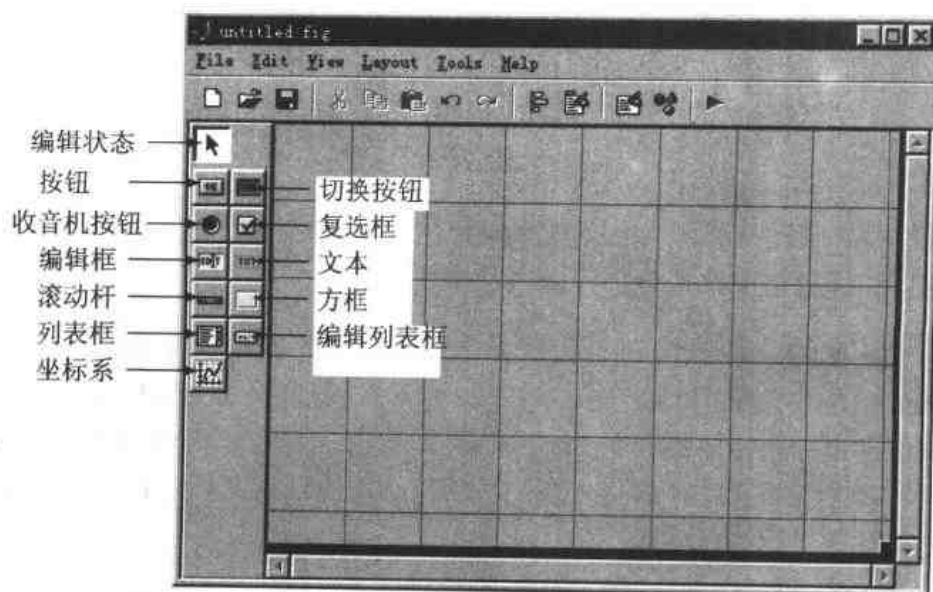 untitled.fig
File Edit View Layout Tools Help
编辑状态
按钮
切换按钮
收音机按钮
复选框
编辑框
文本
滚动杆
方框
列表框
编辑列表框
坐标系